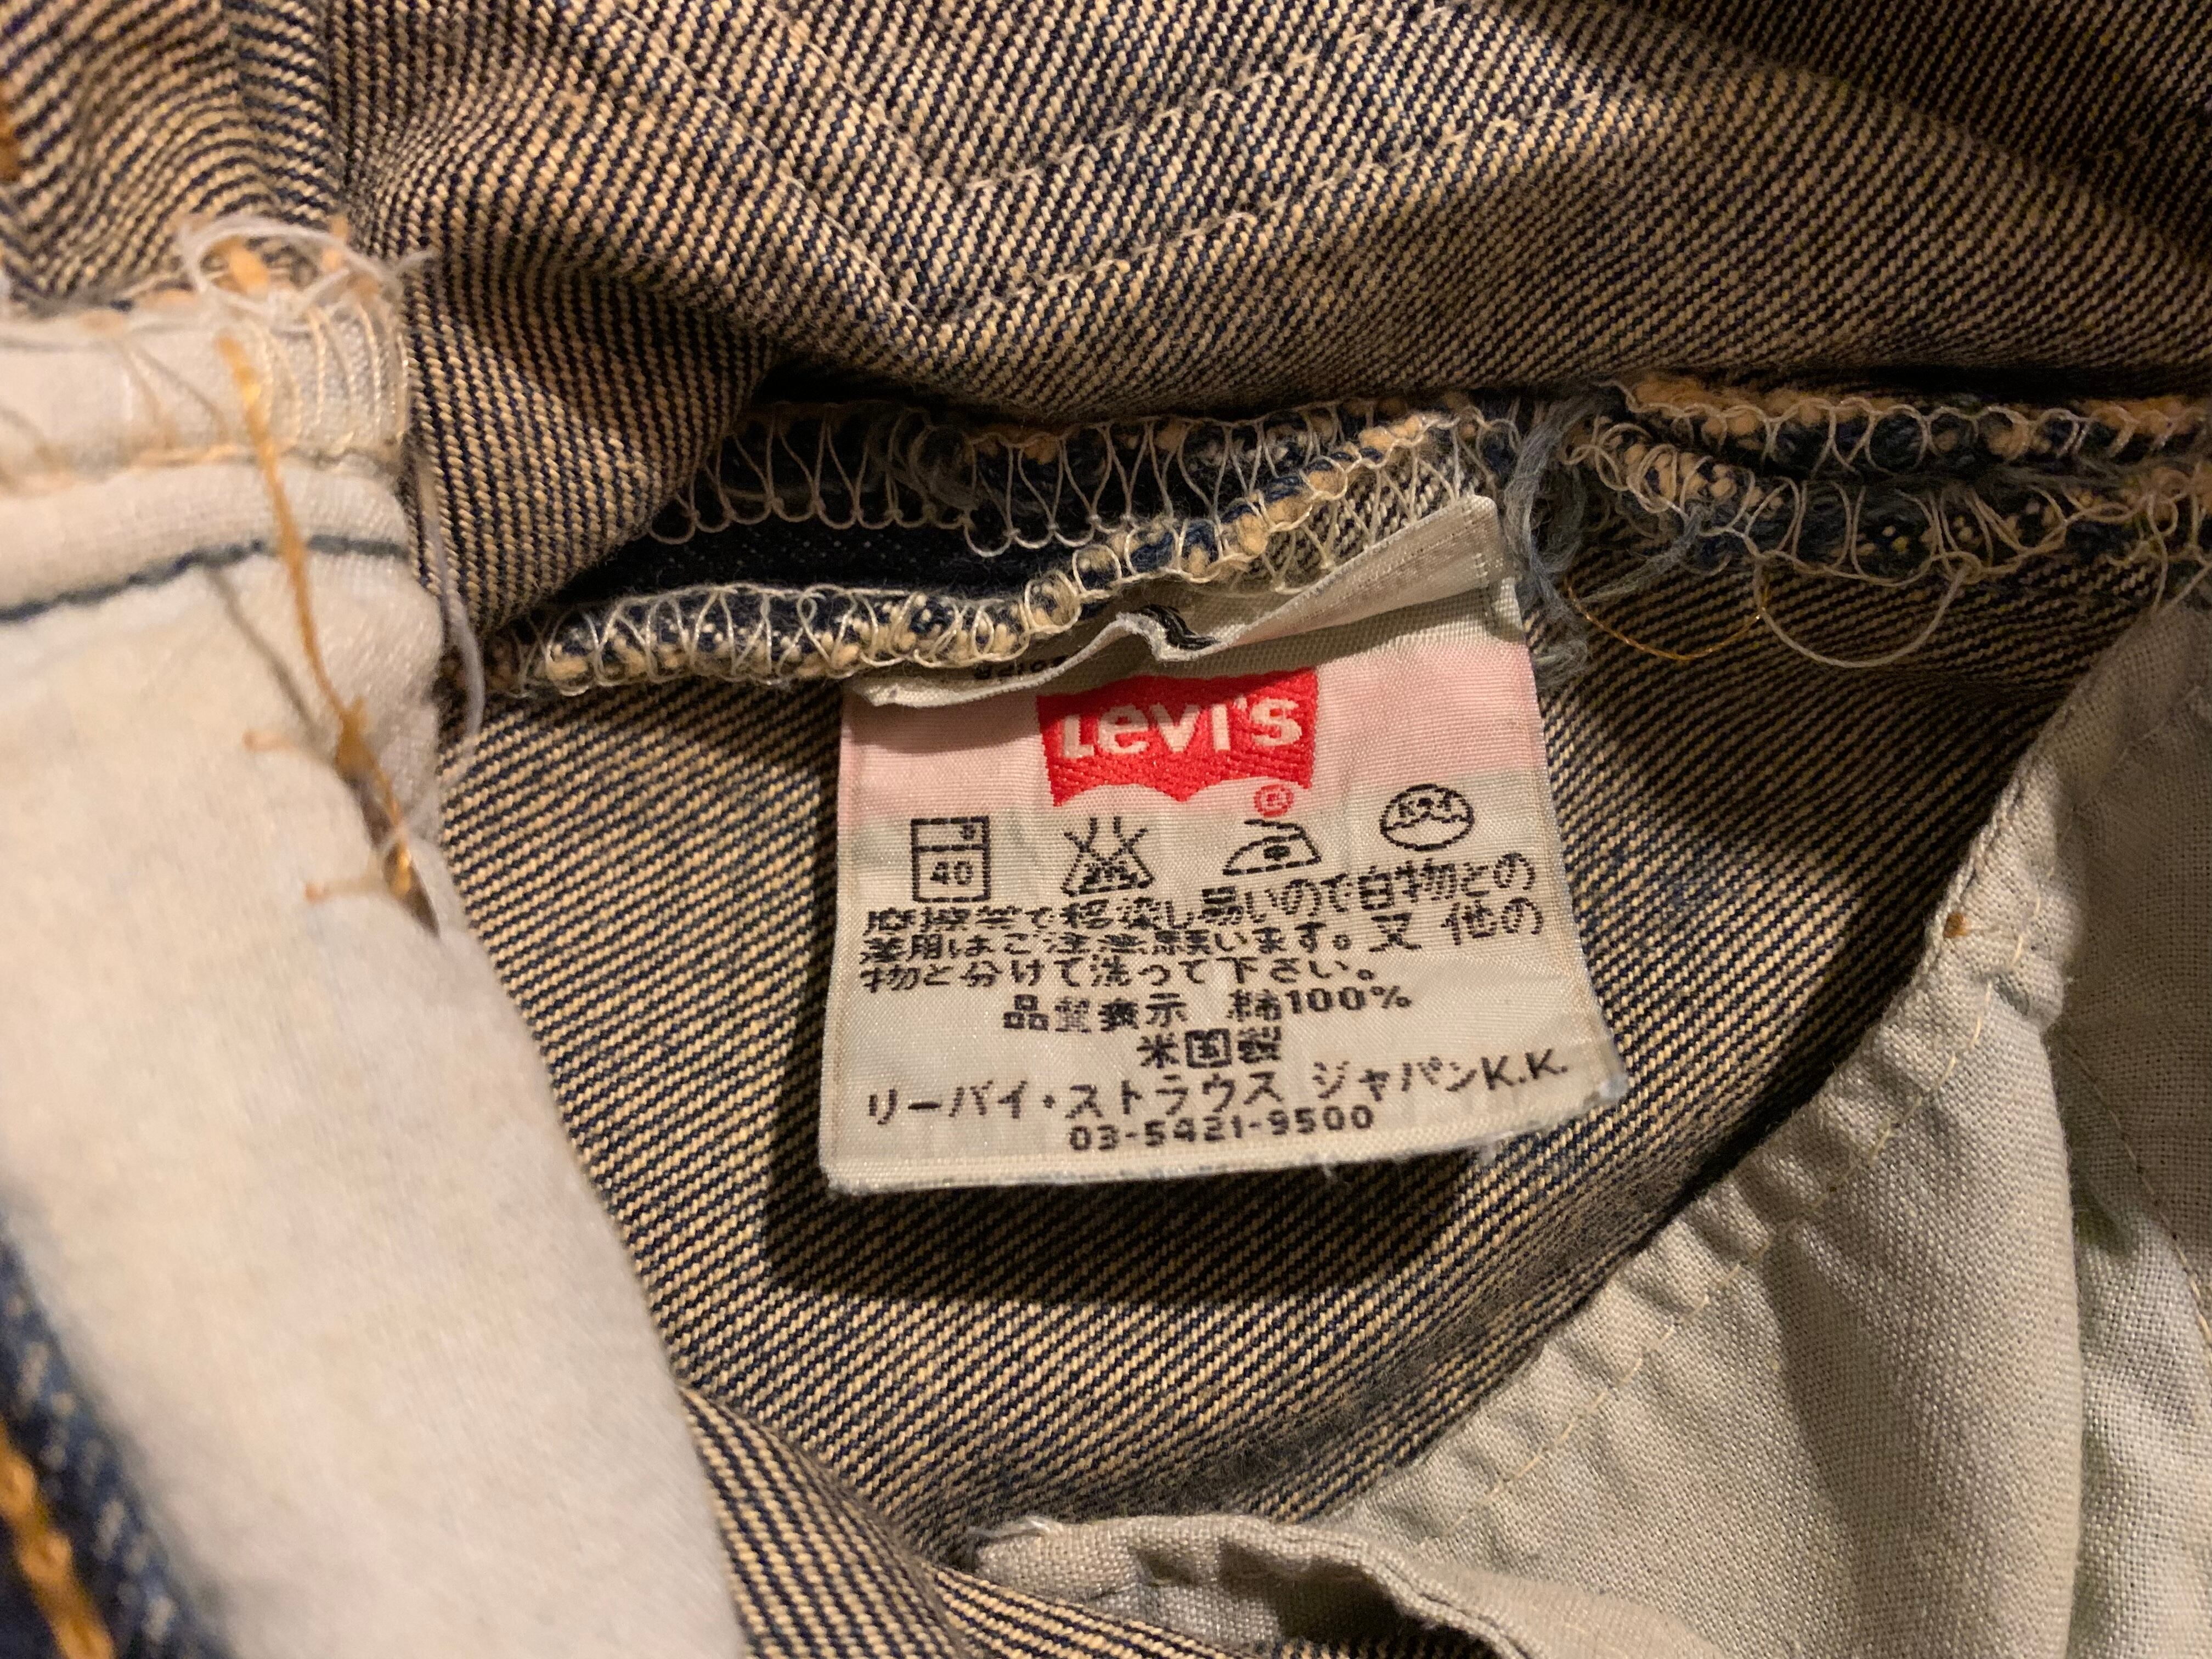 Levi's
©
40
摩擦等で移染し易いので白物との
着用はご注意願います。又 他の
物と分けて洗って下さい。
品質表示 綿100%
米国製
リーバイ・ストラウス ジャパンK.K.
03-5421-9500